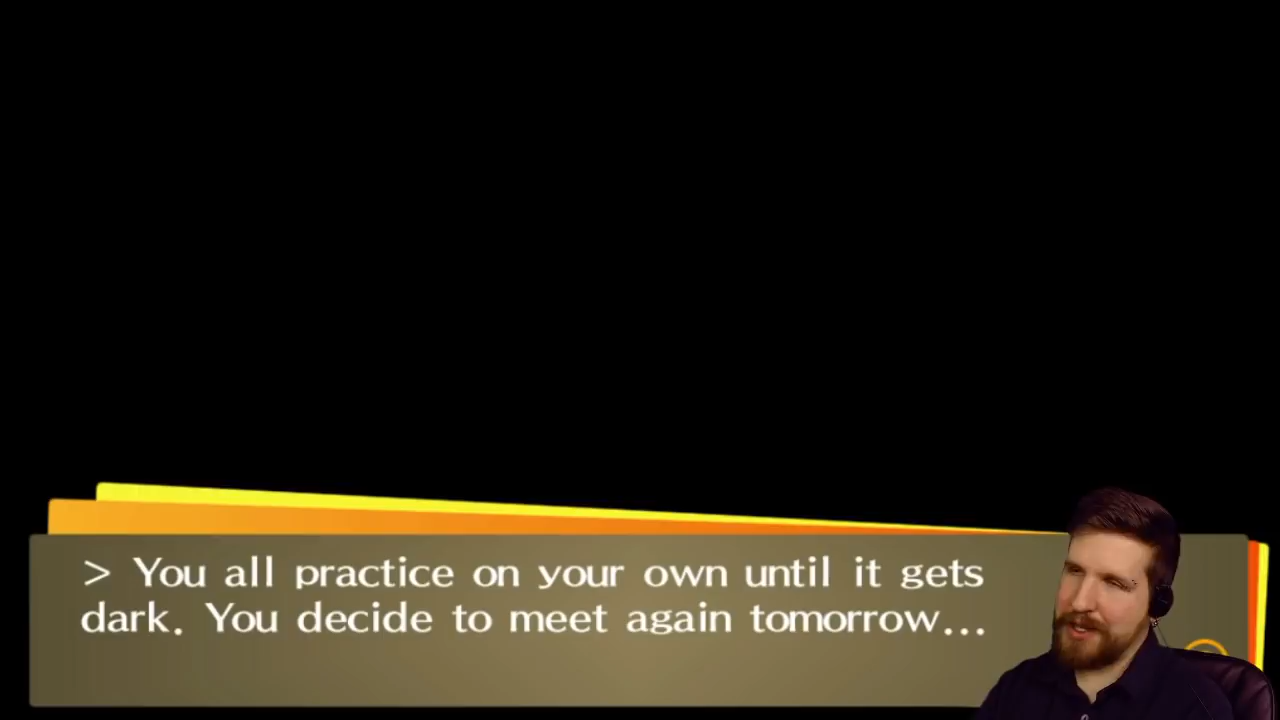 > You all practice on your own until it gets
dark. You decide to meet again tomorrow...